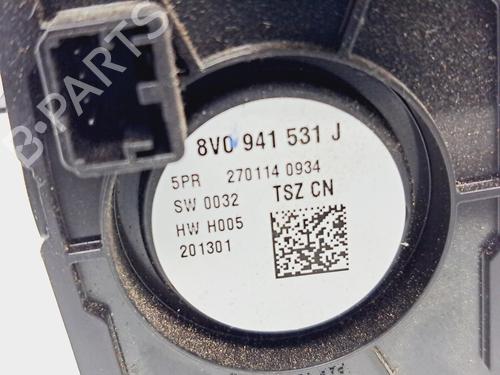 B-PARTS
8V0 941 531 J
5PR 270114 0934
SW 0032 TSZ CN
HW H005
201301